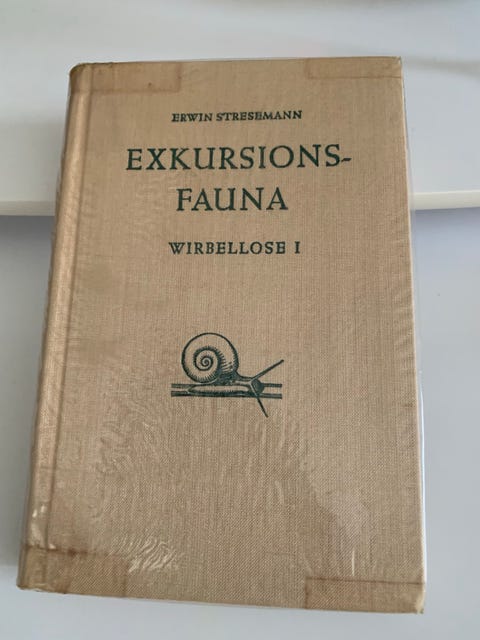 ERWIN STRESEMANN
EXKURSIONS-
FAUNA
WIRBELLOSE I